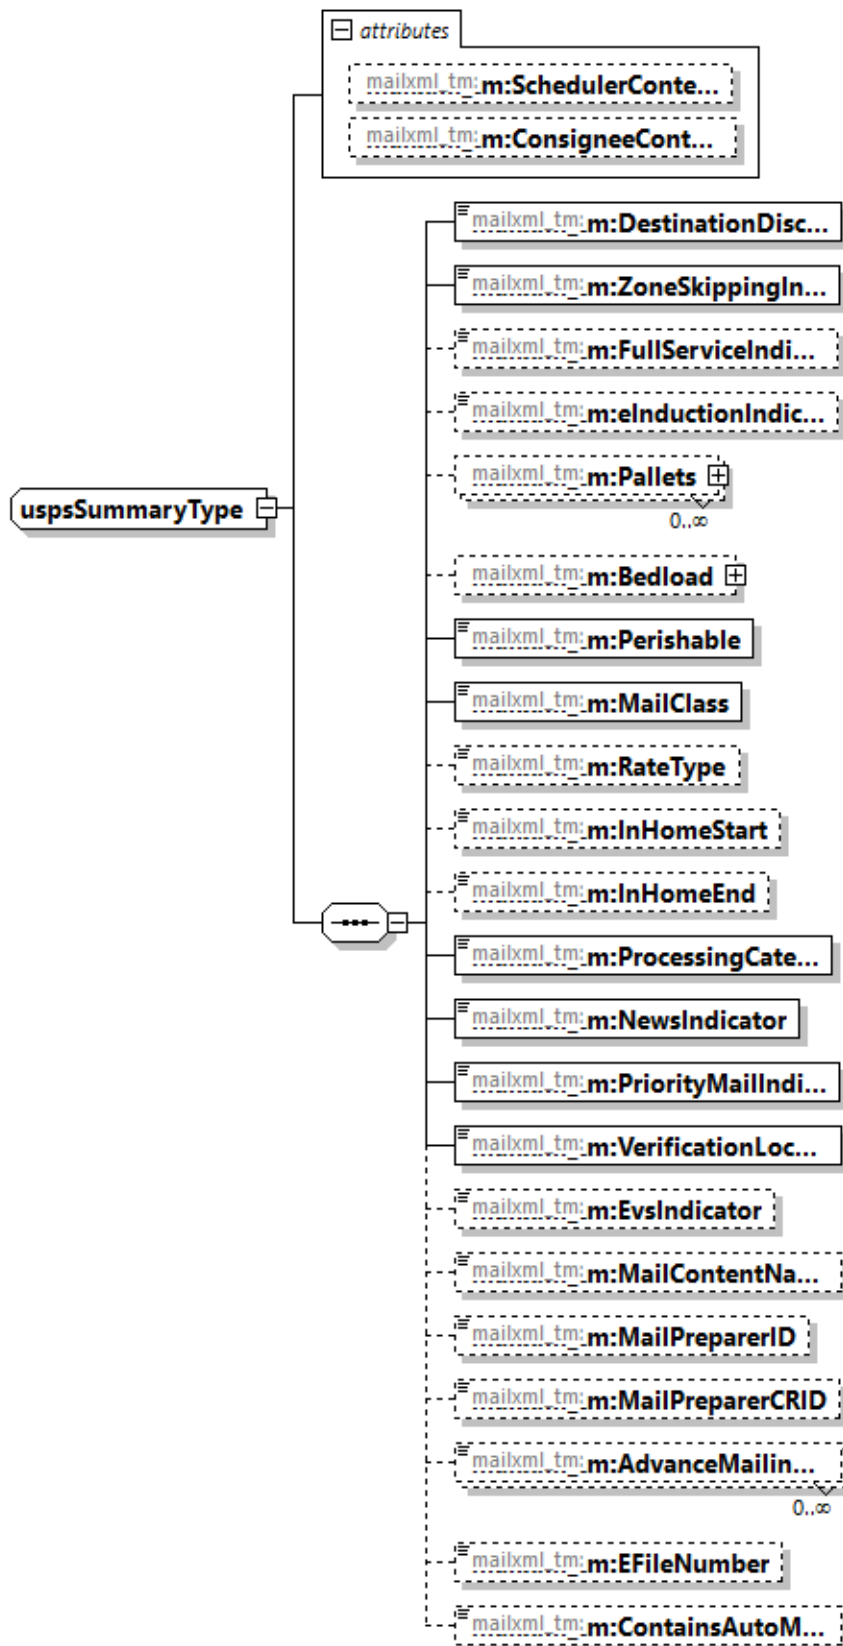 attributes
mailxml_tm:m:SchedulerConte...
mailxml_tm:m:ConsigneeCont...
mailxml_tm:m:DestinationDisc...
mailxml_tm:m:ZoneSkippingIn...
mailxml_tm:m:FullServiceIndi...
mailxml_tm:m:eInductionIndic...
mailxml_tm:m:Pallets
0..∞
uspsSummaryType
mailxml_tm:m:Bedload
mailxml_tm:m:Perishable
mailxml_tm:m:MailClass
mailxml_tm:m:RateType
mailxml_tm:m:InHomeStart
mailxml_tm:m:InHomeEnd
mailxml_tm:m:ProcessingCate...
mailxml_tm:m:NewsIndicator
mailxml_tm:m:PriorityMailIndi...
mailxml_tm:m:VerificationLoc...
mailxml_tm:m:EvsIndicator
mailxml_tm:m:MailContentNa...
mailxml_tm:m:MailPreparerID
mailxml_tm:m:MailPreparerCRID
mailxml_tm:m:AdvanceMailin...
0..∞
mailxml_tm:m:EFileNumber
mailxml_tm:m:ContainsAutoM...